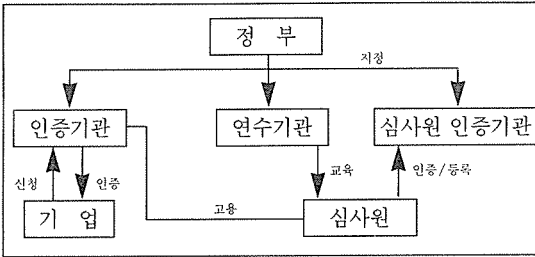 정 부
지정
인증기관 연수기관 심사원 인증기관
신청 인증 교육 인증/등록
기 업 고용 심사원